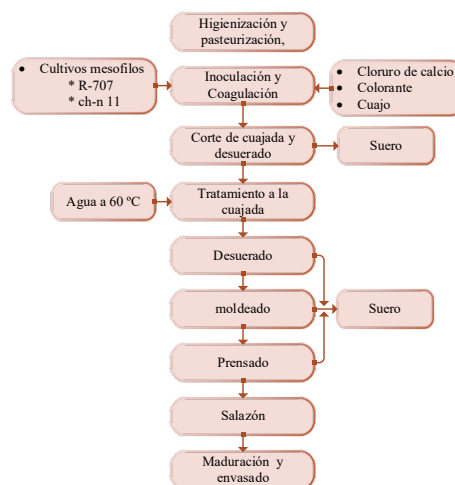 Higienización y
pasteurización,
• Cultivos mesofilos
* R-707
* ch-n 11
Inoculación y
Coagulación
• Cloruro de calcio
• Colorante
• Cuajo
Corte de cuajada y
desuerado
Suero
Agua a 60 ºC
Tratamiento a la
cuajada
Desuerado
moldeado
Suero
Prensado
Salazón
Maduración y
envasado